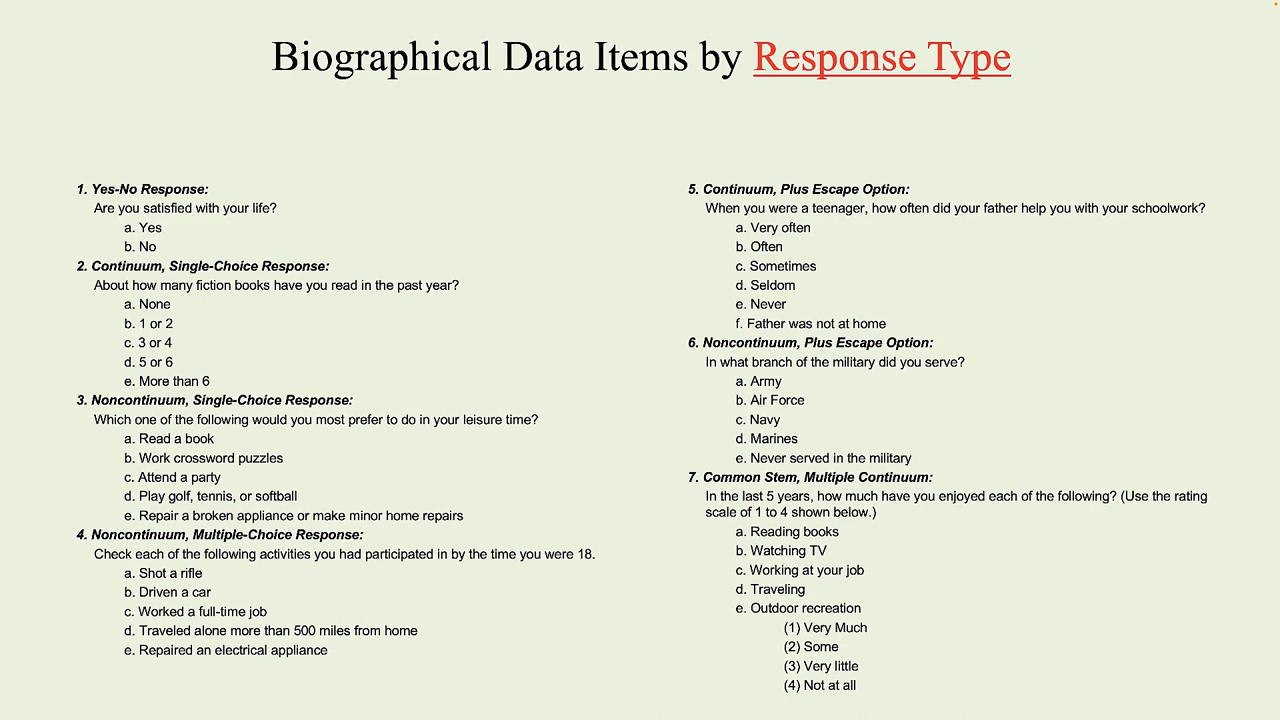 Biographical Data Items by Response Type
1. Yes-No Response:
Are you satisfied with your life?
a. Yes
b. No
2. Continuum, Single-Choice Response:
About how many fiction books have you read in the past year?
a. None
b. 1 or 2
c. 3 or 4
d. 5 or 6
e. More than 6
3. Noncontinuum, Single-Choice Response:
Which one of the following would you most prefer to do in your leisure time?
a. Read a book
b. Work crossword puzzles
c. Attend a party
d. Play golf, tennis, or softball
e. Repair a broken appliance or make minor home repairs
4. Noncontinuum, Multiple-Choice Response:
Check each of the following activities you had participated in by the time you were 18.
a. Shot a rifle
b. Driven a car
c. Worked a full-time job
d. Traveled alone more than 500 miles from home
e. Repaired an electrical appliance
5. Continuum, Plus Escape Option:
When you were a teenager, how often did your father help you with your schoolwork?
a. Very often
b. Often
c. Sometimes
d. Seldom
e. Never
f. Father was not at home
6. Noncontinuum, Plus Escape Option:
In what branch of the military did you serve?
a. Army
b. Air Force
c. Navy
d. Marines
e. Never served in the military
7. Common Stem, Multiple Continuum:
In the last 5 years, how much have you enjoyed each of the following? (Use the rating
scale of 1 to 4 shown below.)
a. Reading books
b. Watching TV
c. Working at your job
d. Traveling
e. Outdoor recreation
(1) Very Much
(2) Some
(3) Very little
(4) Not at all